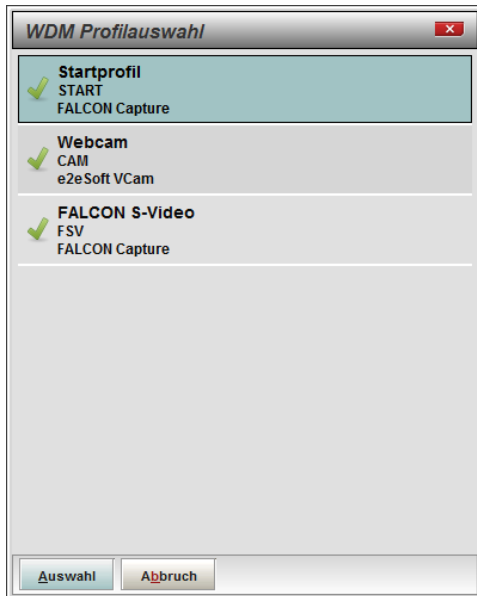 WDM Profilauswahl
Startprofil
START
FALCON Capture
Webcam
CAM
e2eSoft VCam
FALCON S-Video
FSV
FALCON Capture
Auswahl Abbruch